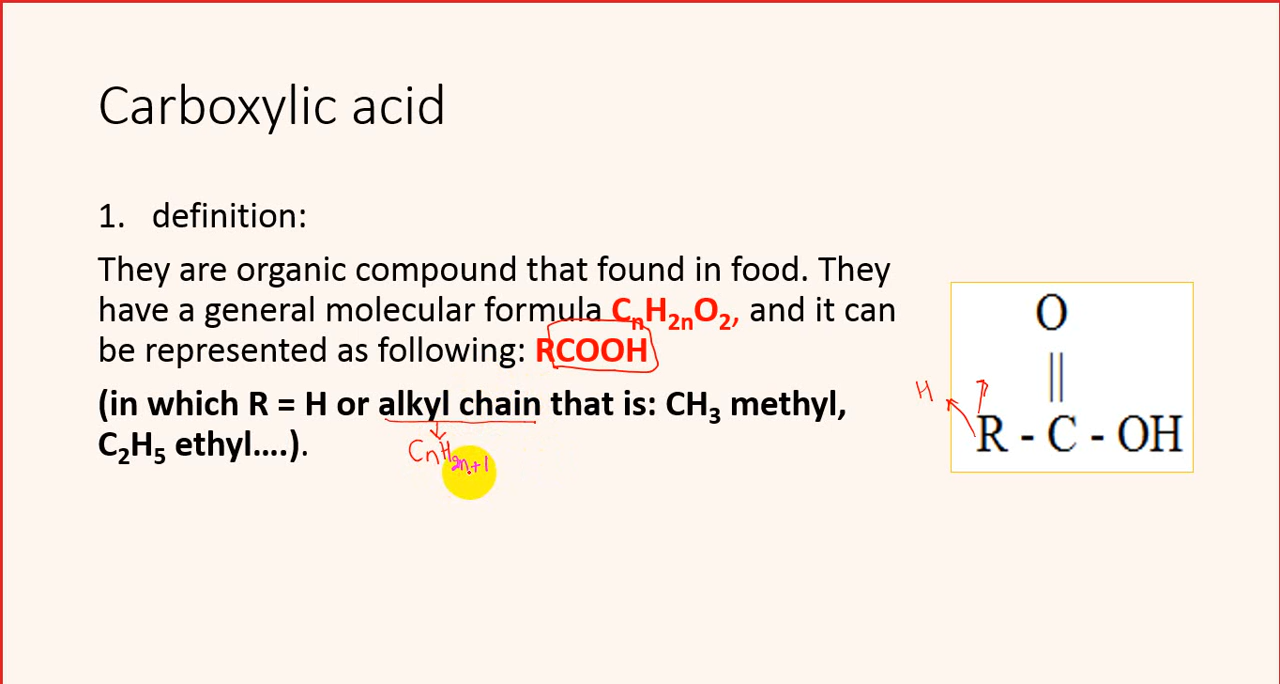 Carboxylic acid
1. definition:
They are organic compound that found in food. They
have a general molecular formula CₙH₂ₙO₂, and it can
be represented as following: RCOOH
(in which R = H or alkyl chain that is: CH₃ methyl,
C₂H₅ ethyl....).
CₙH₂ₙ₊₁
O
||
H
R - C - OH